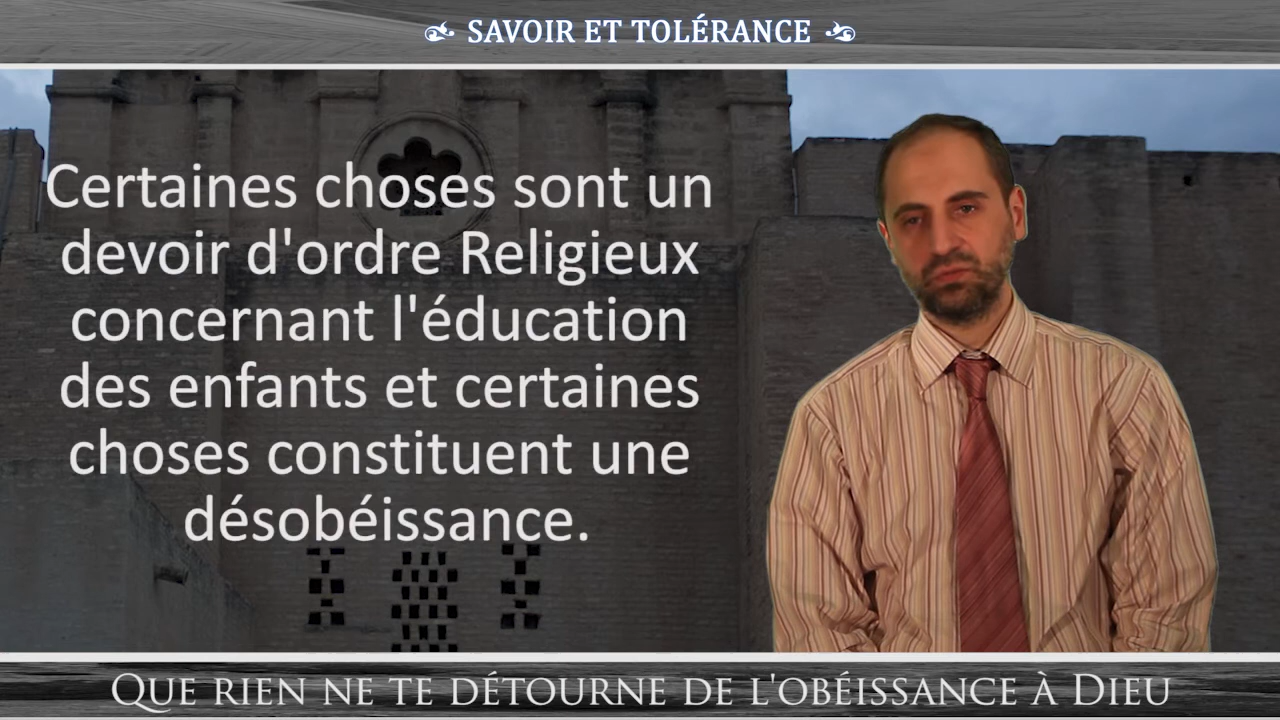 SAVOIR ET TOLÉRANCE
Certaines choses sont un
devoir d'ordre Religieux
concernant l'éducation
des enfants et certaines
choses constituent une
désobéissance.
QUE RIEN NE TE DÉTOURNE DE L'OBÉISSANCE À DIEU